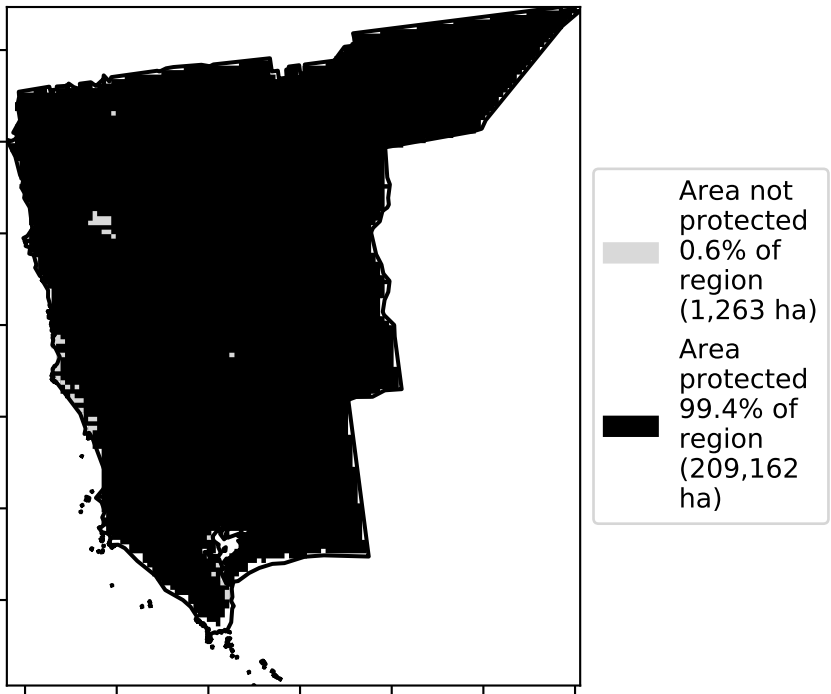 Area not
protected
0.6% of
region
(1,263 ha)
Area
protected
99.4% of
region
(209,162
ha)